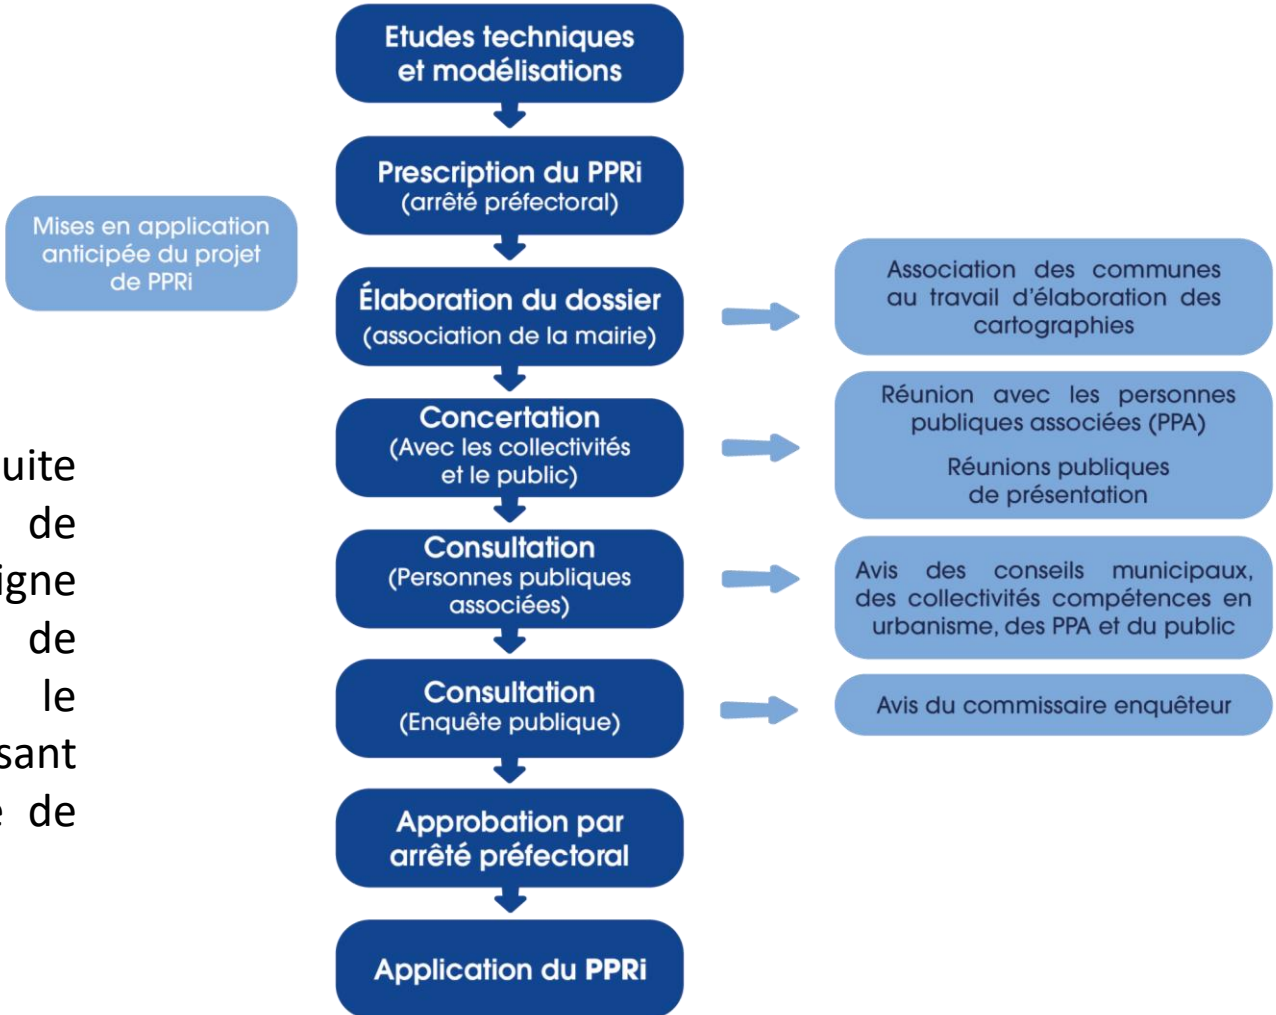 Etudes techniques
et modélisations
Prescription du PPRi
(arrêté préfectoral)
Mises en application
anticipée du projet
de PPRi
Élaboration du dossier
(association de la mairie)
Association des communes
au travail d'élaboration des
cartographies
Concertation
(Avec les collectivités
et le public)
Réunion avec les personnes
publiques associées (PPA)
Réunions publiques
de présentation
Consultation
(Personnes publiques
associées)
Avis des conseils municipaux,
des collectivités compétences en
urbanisme, des PPA et du public
Consultation
(Enquête publique)
Avis du commissaire enquêteur
Approbation par
arrêté préfectoral
Application du PPRi
uite
de
igne
de
le
sant
de